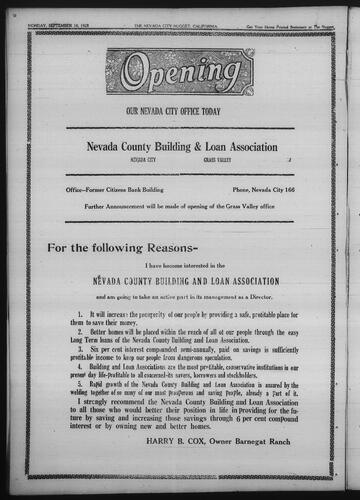 MONDAY, SEPTEMBER 10, 1928 THE NEVADA CITY NUGGET, CALIFORNIA Get Your Home Printed Stationery at The Nugget
Opening
OUR NEVADA CITY OFFICE TODAY
Nevada County Building & Loan Association
NEVADA CITY GRASS VALLEY
Office—Former Citizens Bank Building Phone, Nevada City 166
Further Announcement will be made of opening of the Grass Valley office
For the following Reasons-
I have become interested in the
NEVADA COUNTY BUILDING AND LOAN ASSOCIATION
and am going to take an active part in its management as a Director.
1. It will increase the prosperity of our people by providing a safe, profitable place for
them to save their money.
2. Better homes will be placed within the reach of all of our people through the easy
Long Term loans of the Nevada County Building and Loan Association.
3. Six per cent interest compounded semi-annually, paid on savings is sufficiently
profitable income to keep our people from dangerous speculation.
4. Building and Loan Associations are the most profitable, conservative institutions in our
present day life-profitable to all concerned-its savers, borrowers and stockholders.
5. Rapid growth of the Nevada County Building and Loan Association is assured by the
welding together of so many of our most prosperous and saving people, already a part of it.
I strongly recommend the Nevada County Building and Loan Association
to all those who would better their position in life in providing for the fu-
ture by saving and increasing those savings through 6 per cent compound
interest or by owning new and better homes.
HARRY B. COX, Owner Barnegat Ranch